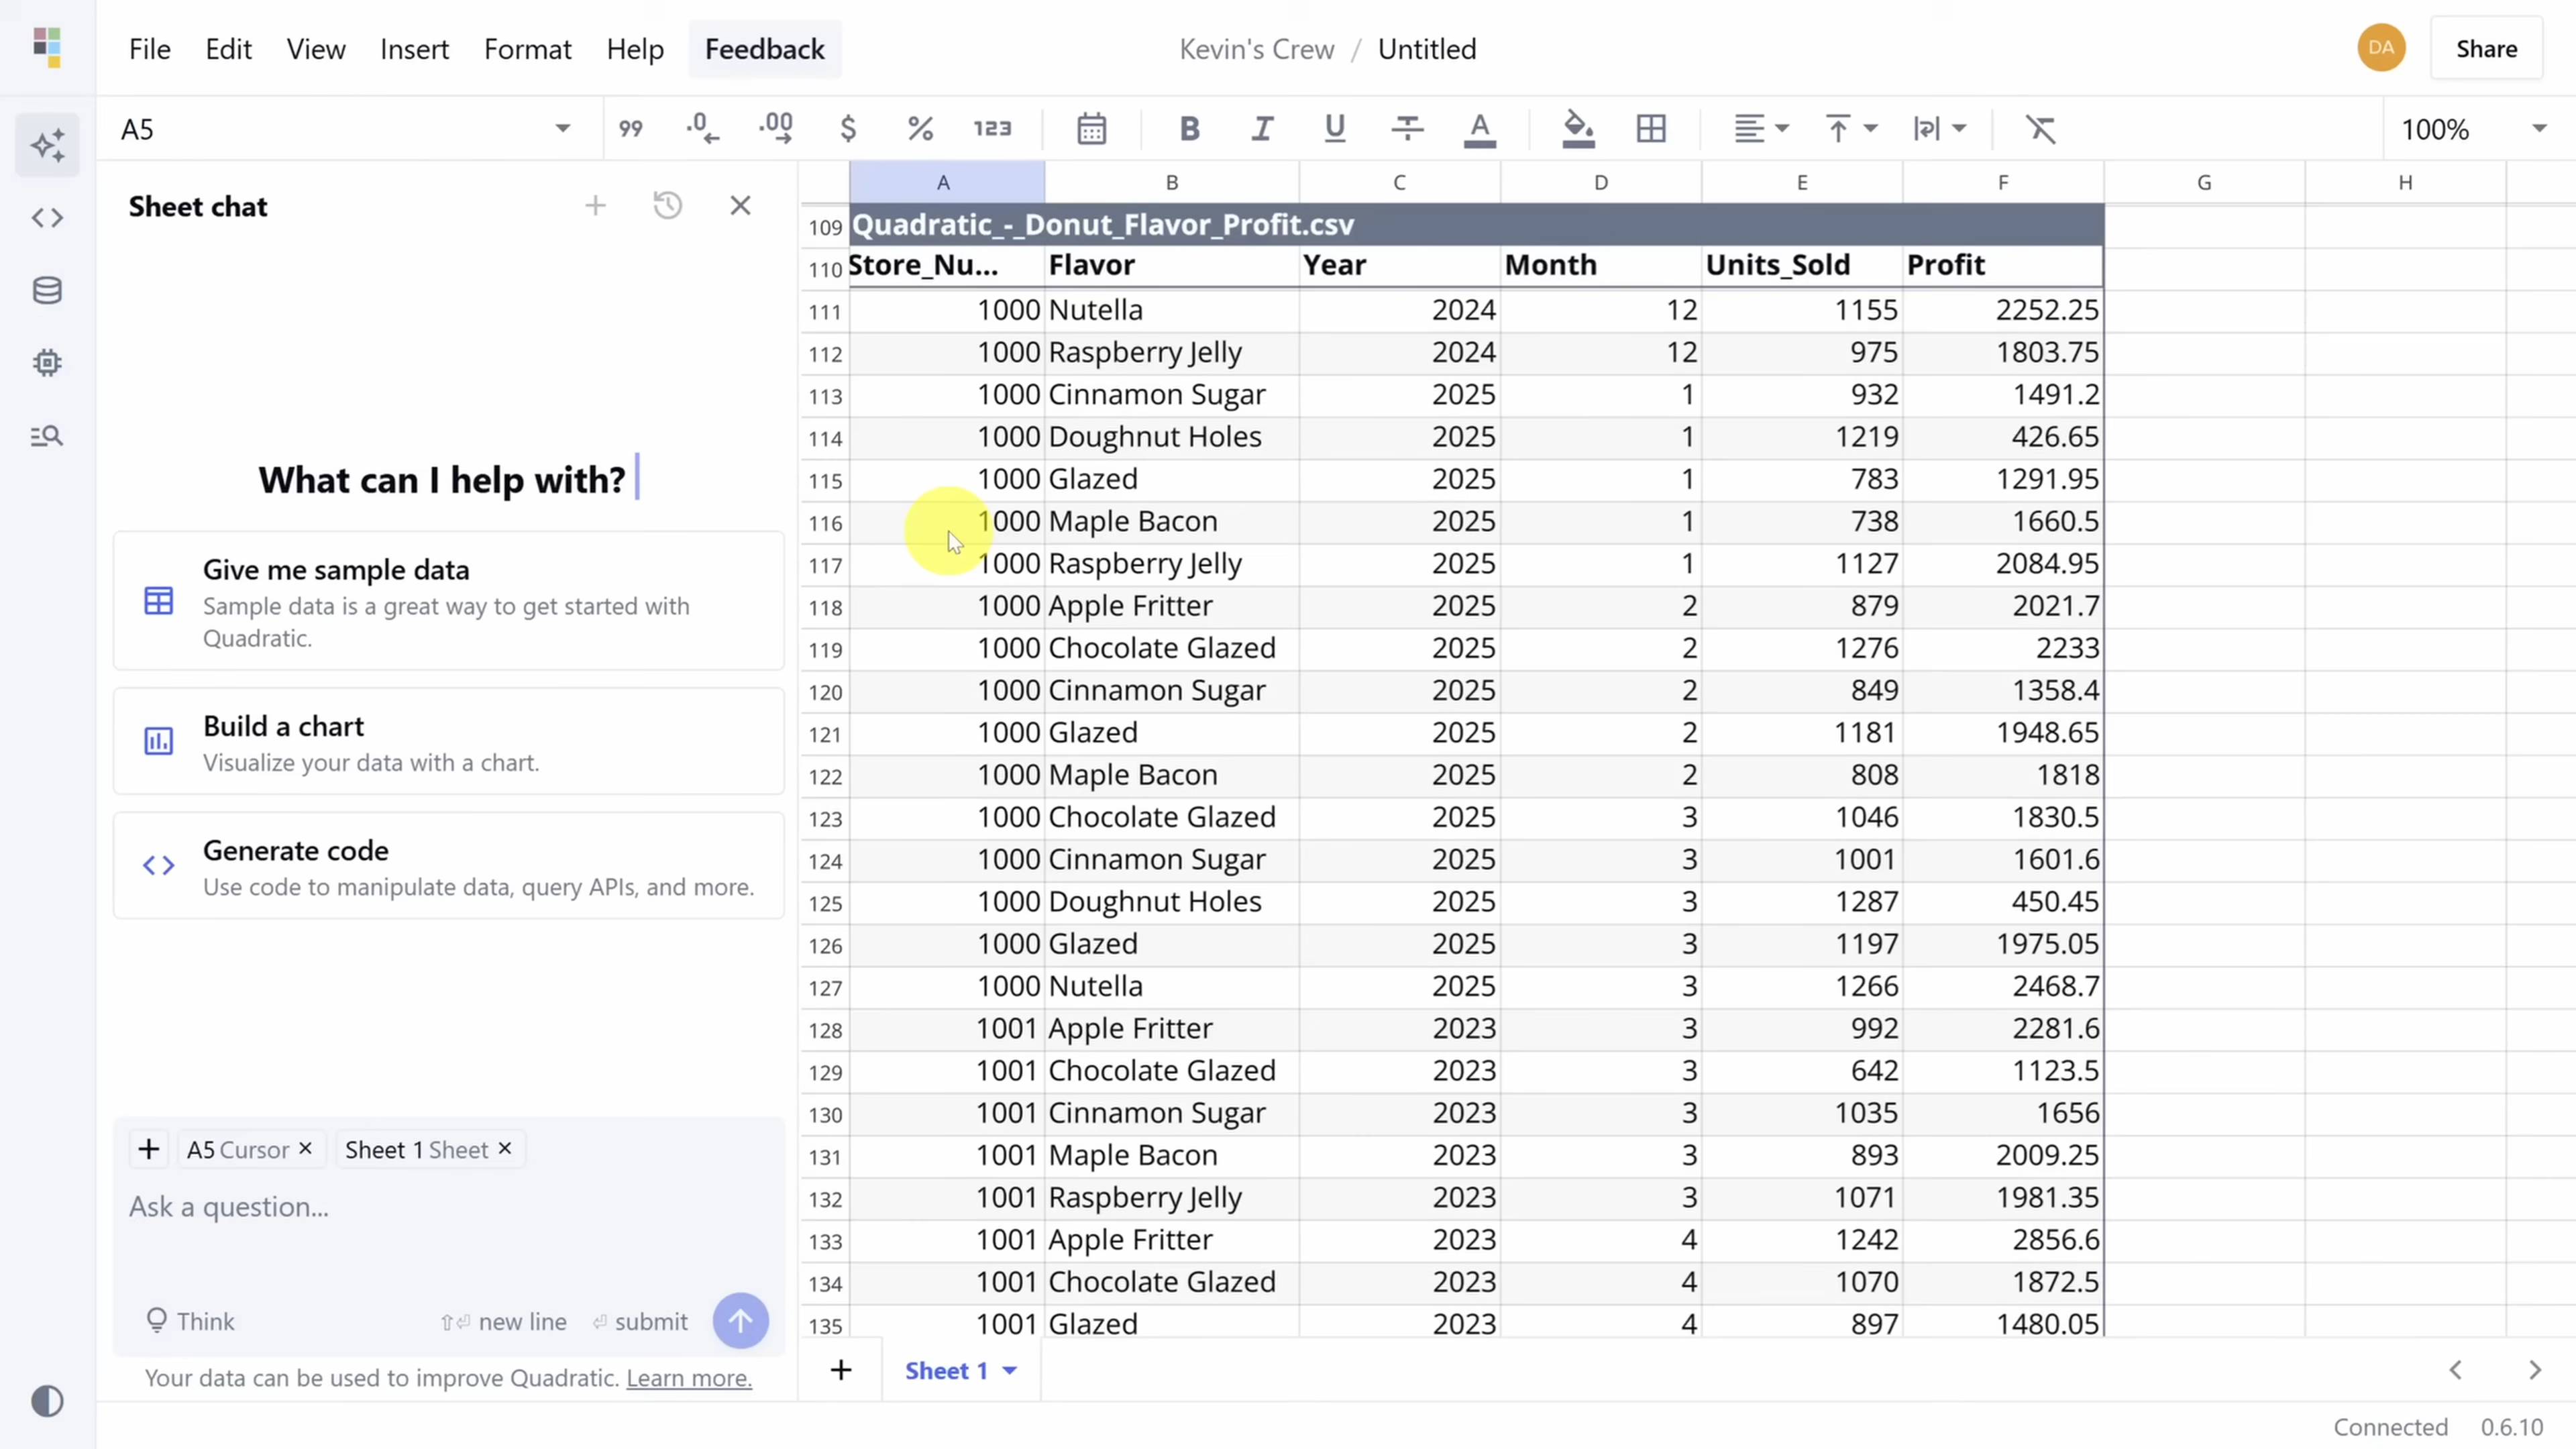 File Edit View Insert Format Help Feedback Kevin's Crew / Untitled DA Share
A5 99 .0 .00 $ % 123 B I U A 100%
Sheet chat
What can I help with?
Give me sample data
Sample data is a great way to get started with
Quadratic.
Build a chart
Visualize your data with a chart.
Generate code
Use code to manipulate data, query APIs, and more.
A5 Cursor × Sheet 1 Sheet ×
Ask a question...
Think new line submit
Your data can be used to improve Quadratic. Learn more.
A B C D E F G H
109 Quadratic_-_Donut_Flavor_Profit.csv
110 Store_Nu... Flavor Year Month Units_Sold Profit
111 1000 Nutella 2024 12 1155 2252.25
112 1000 Raspberry Jelly 2024 12 975 1803.75
113 1000 Cinnamon Sugar 2025 1 932 1491.2
114 1000 Doughnut Holes 2025 1 1219 426.65
115 1000 Glazed 2025 1 783 1291.95
116 1000 Maple Bacon 2025 1 738 1660.5
117 1000 Raspberry Jelly 2025 1 1127 2084.95
118 1000 Apple Fritter 2025 2 879 2021.7
119 1000 Chocolate Glazed 2025 2 1276 2233
120 1000 Cinnamon Sugar 2025 2 849 1358.4
121 1000 Glazed 2025 2 1181 1948.65
122 1000 Maple Bacon 2025 2 808 1818
123 1000 Chocolate Glazed 2025 3 1046 1830.5
124 1000 Cinnamon Sugar 2025 3 1001 1601.6
125 1000 Doughnut Holes 2025 3 1287 450.45
126 1000 Glazed 2025 3 1197 1975.05
127 1000 Nutella 2025 3 1266 2468.7
128 1001 Apple Fritter 2023 3 992 2281.6
129 1001 Chocolate Glazed 2023 3 642 1123.5
130 1001 Cinnamon Sugar 2023 3 1035 1656
131 1001 Maple Bacon 2023 3 893 2009.25
132 1001 Raspberry Jelly 2023 3 1071 1981.35
133 1001 Apple Fritter 2023 4 1242 2856.6
134 1001 Chocolate Glazed 2023 4 1070 1872.5
135 1001 Glazed 2023 4 897 1480.05
Sheet 1
Connected 0.6.10